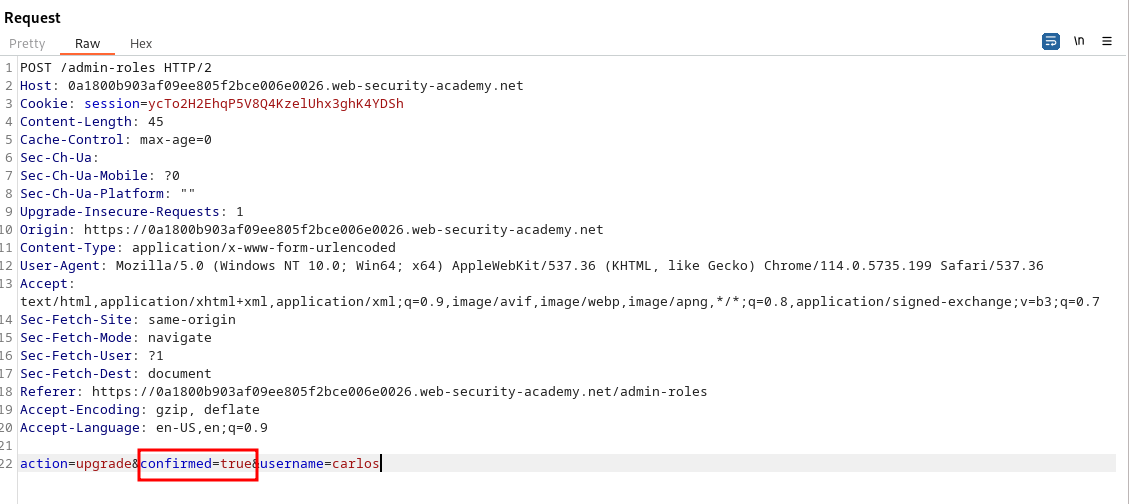 Request
Pretty Raw Hex
\n
1 POST /admin-roles HTTP/2
2 Host: 0a1800b903af09ee805f2bce006e0026.web-security-academy.net
3 Cookie: session=ycTo2H2EhqP5V8Q4KzelUhx3ghK4YDSh
4 Content-Length: 45
5 Cache-Control: max-age=0
6 Sec-Ch-Ua:
7 Sec-Ch-Ua-Mobile: ?0
8 Sec-Ch-Ua-Platform: ""
9 Upgrade-Insecure-Requests: 1
10 Origin: https://0a1800b903af09ee805f2bce006e0026.web-security-academy.net
11 Content-Type: application/x-www-form-urlencoded
12 User-Agent: Mozilla/5.0 (Windows NT 10.0; Win64; x64) AppleWebKit/537.36 (KHTML, like Gecko) Chrome/114.0.5735.199 Safari/537.36
13 Accept:
text/html,application/xhtml+xml,application/xml;q=0.9,image/avif,image/webp,image/apng,*/*;q=0.8,application/signed-exchange;v=b3;q=0.7
14 Sec-Fetch-Site: same-origin
15 Sec-Fetch-Mode: navigate
16 Sec-Fetch-User: ?1
17 Sec-Fetch-Dest: document
18 Referer: https://0a1800b903af09ee805f2bce006e0026.web-security-academy.net/admin-roles
19 Accept-Encoding: gzip, deflate
20 Accept-Language: en-US,en;q=0.9
21
22 action=upgrade&confirmed=true&username=carlos